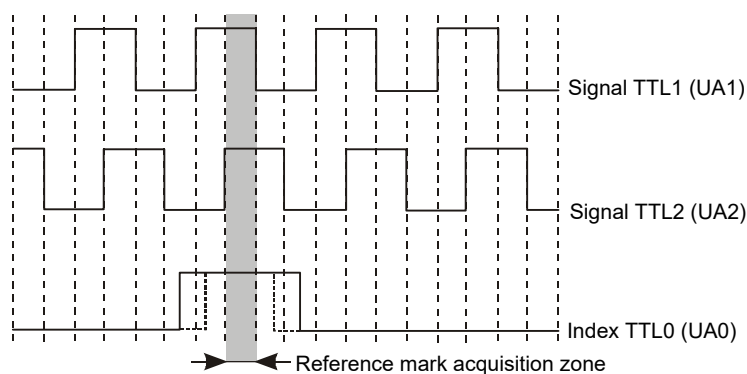 Signal TTL1 (UA1)
Signal TTL2 (UA2)
Index TTL0 (UA0)
Reference mark acquisition zone